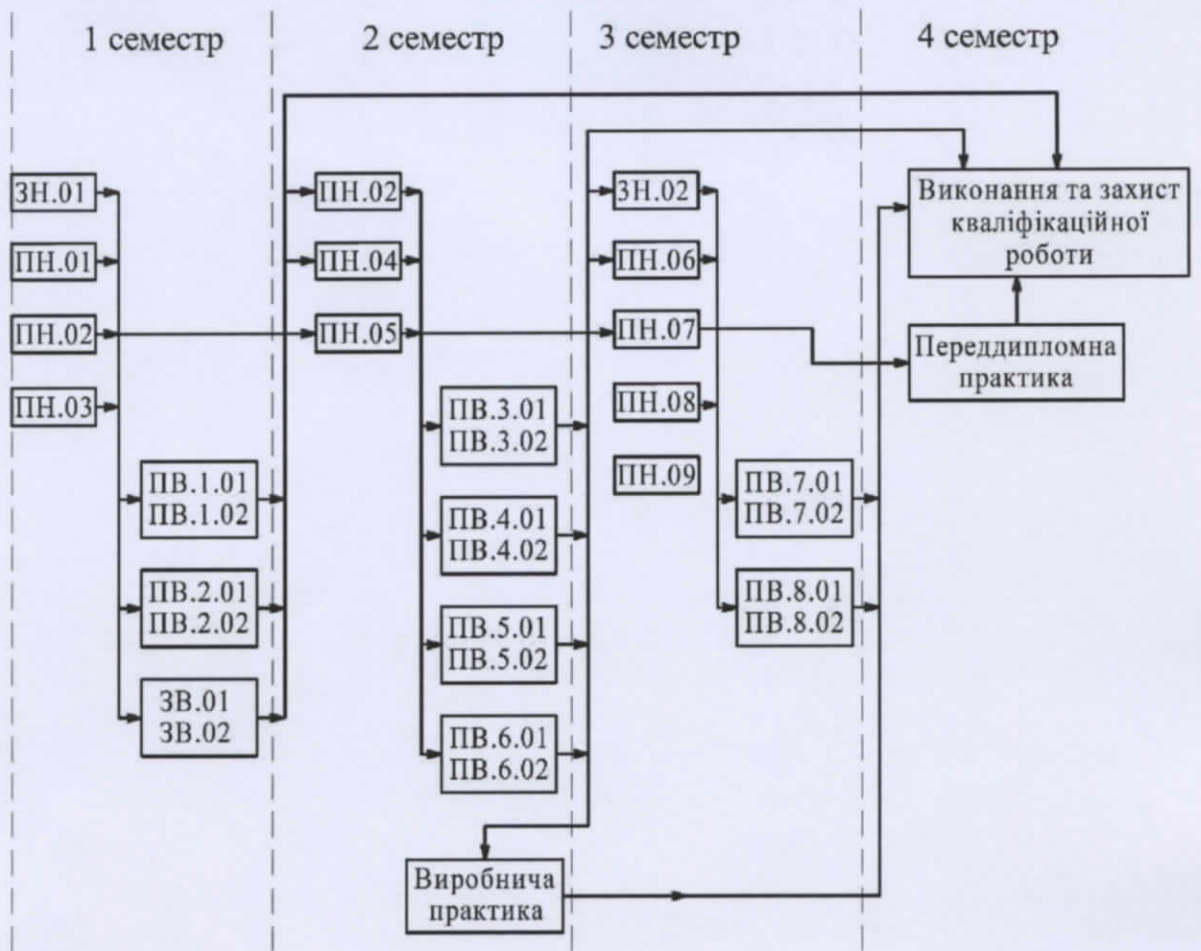 1 семестр
2 семестр
3 семестр
4 семестр
ЗН.01
ПН.01
ПН.02
ПН.03
ПВ.1.01
ПВ.1.02
ПВ.2.01
ПВ.2.02
ЗВ.01
ЗВ.02
ПН.02
ПН.04
ПН.05
ПВ.3.01
ПВ.3.02
ПВ.4.01
ПВ.4.02
ПВ.5.01
ПВ.5.02
ПВ.6.01
ПВ.6.02
Виробнича
практика
ЗН.02
ПН.06
ПН.07
ПН.08
ПН.09
ПВ.7.01
ПВ.7.02
ПВ.8.01
ПВ.8.02
Виконання та захист
кваліфікаційної
роботи
Переддипломна
практика